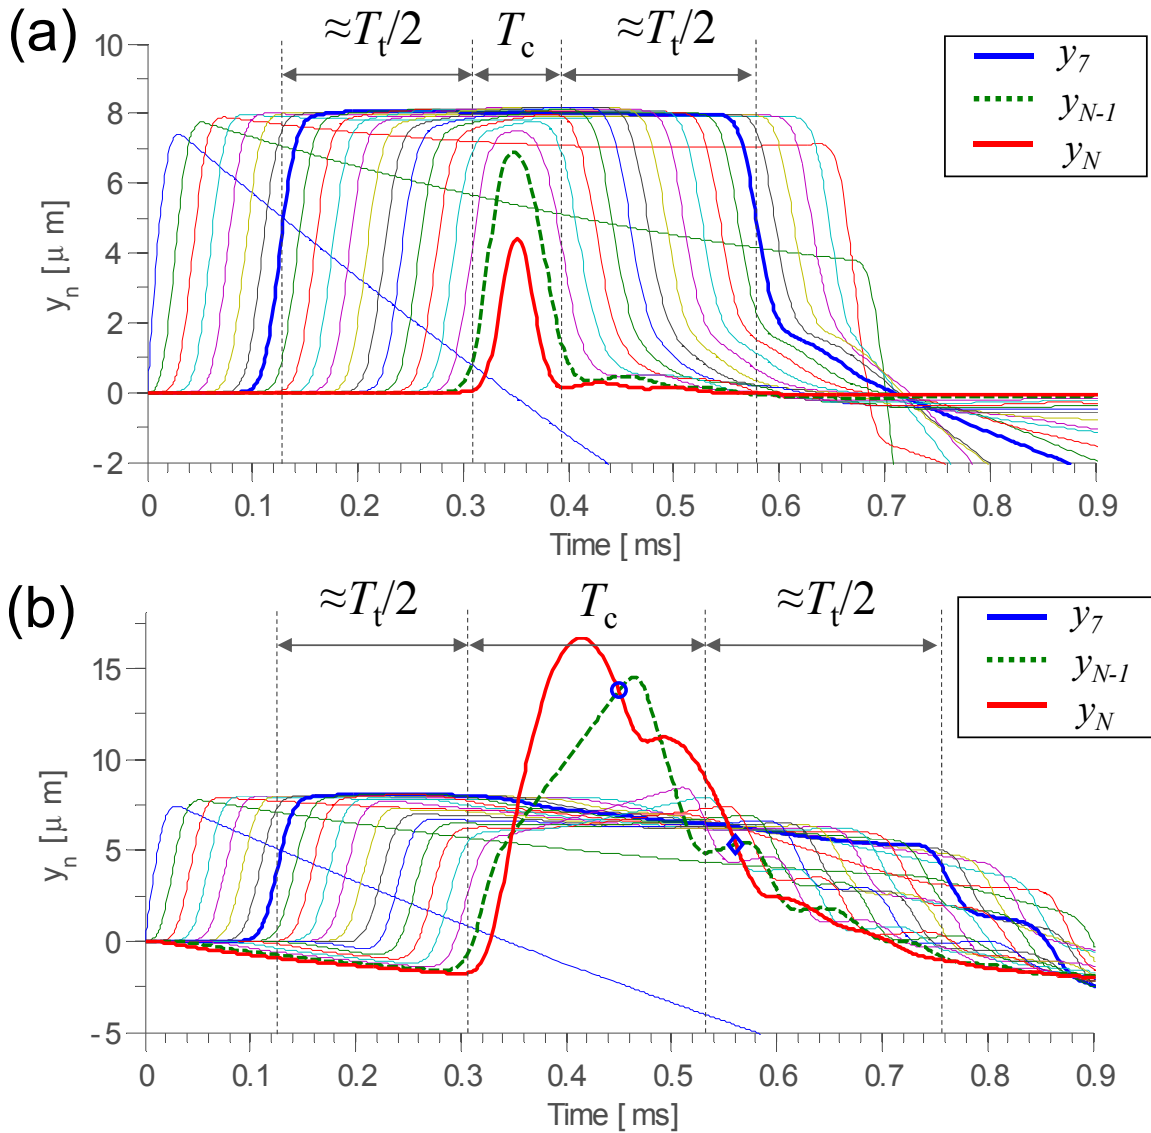 (a)
≈Tt/2 Tc ≈Tt/2
10
8
6
4
2
0
-2
yn [μ m]
0 0.1 0.2 0.3 0.4 0.5 0.6 0.7 0.8 0.9
Time [ ms]
y7
yN-1
yN
(b)
≈Tt/2 Tc ≈Tt/2
15
10
5
0
-5
yn [μ m]
0 0.1 0.2 0.3 0.4 0.5 0.6 0.7 0.8 0.9
Time [ ms]
y7
yN-1
yN